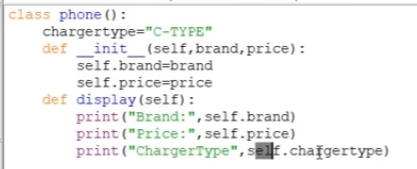 class phone():
    chargertype="C-TYPE"
    def __init__(self,brand,price):
        self.brand=brand
        self.price=price
    def display(self):
        print("Brand:",self.brand)
        print("Price:",self.price)
        print("ChargerType",self.chargertype)